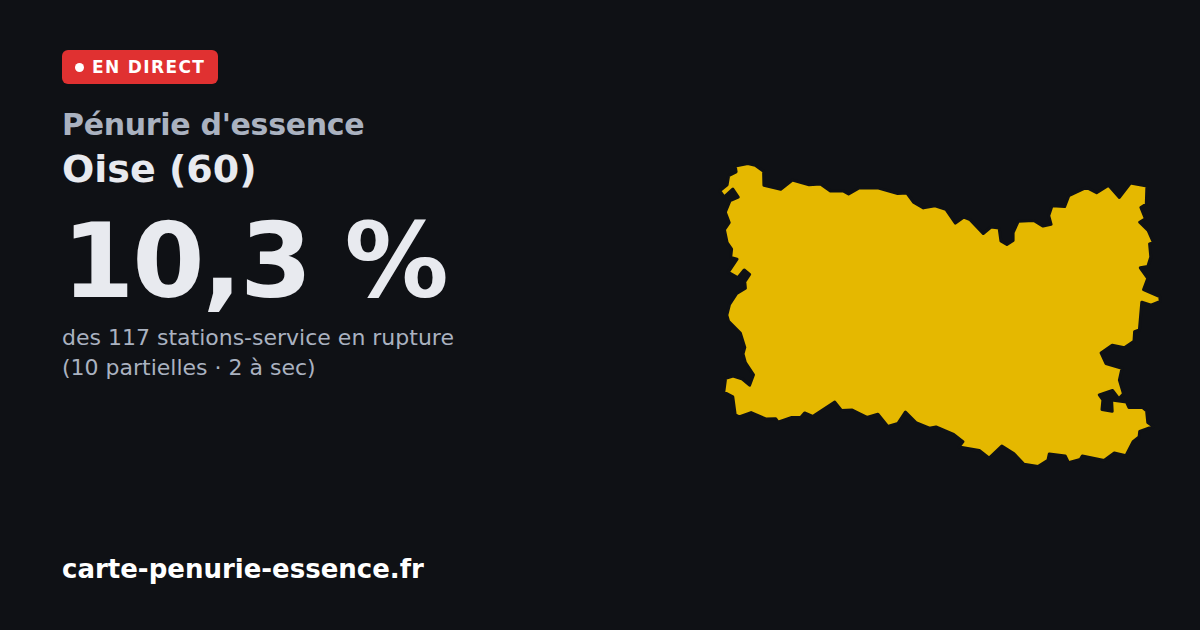 EN DIRECT
Pénurie d'essence
Oise (60)
10,3 %
des 117 stations-service en rupture
(10 partielles · 2 à sec)
carte-penurie-essence.fr